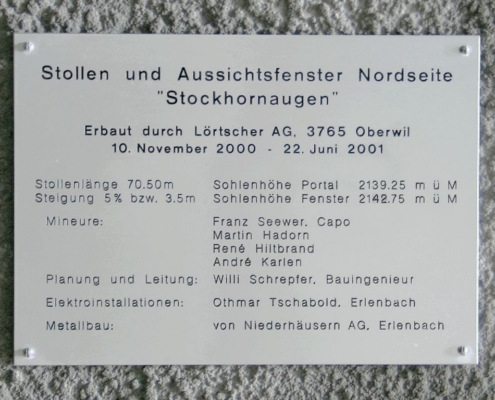 Stollen und Aussichtsfenster Nordseite
"Stockhornaugen"
Erbaut durch Lörtscher AG, 3765 Oberwil
10. November 2000 - 22. Juni 2001
Stollenlänge 70.50m Sohlenhöhe Portal 2139.25 m ü M
Steigung 5% bzw. 3.5m Sohlenhöhe Fenster 2142.75 m ü M
Mineure: Franz Seewer, Capo
Martin Hadorn
René Hiltbrand
André Karlen
Planung und Leitung: Willi Schrepfer, Bauingenieur
Elektroinstallationen: Othmar Tschabold, Erlenbach
Metallbau: von Niederhäusern AG, Erlenbach